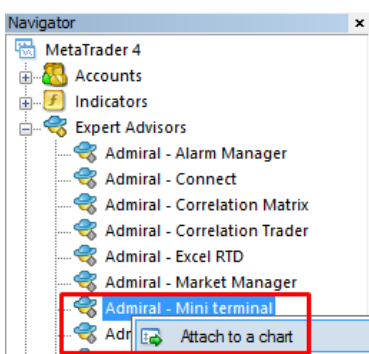 Navigator
MetaTrader 4
Accounts
Indicators
Expert Advisors
Admiral - Alarm Manager
Admiral - Connect
Admiral - Correlation Matrix
Admiral - Correlation Trader
Admiral - Excel RTD
Admiral - Market Manager
Admiral - Mini terminal
Adm Attach to a chart